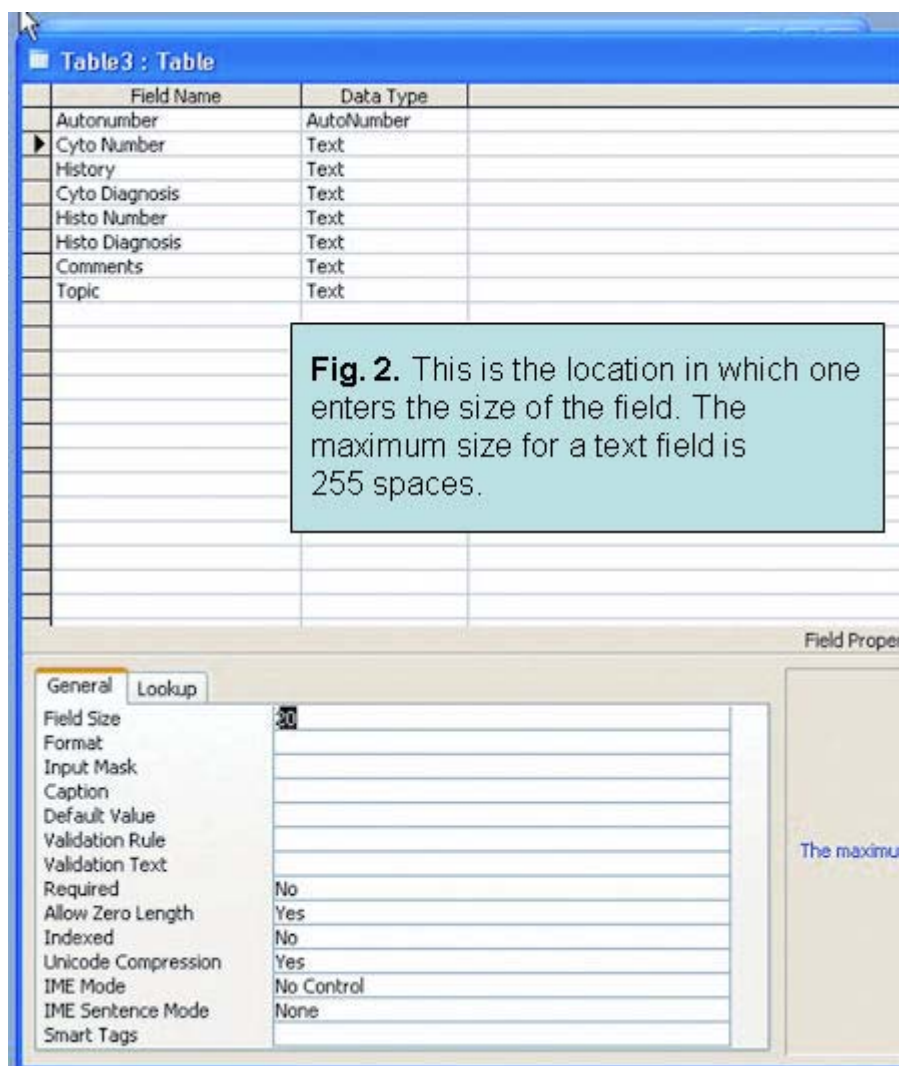 Table3 : Table
Field Name Data Type
Autonumber AutoNumber
Cyto Number Text
History Text
Cyto Diagnosis Text
Histo Number Text
Histo Diagnosis Text
Comments Text
Topic Text
Fig. 2. This is the location in which one
enters the size of the field. The
maximum size for a text field is
255 spaces.
Field Proper
General Lookup
Field Size 20
Format
Input Mask
Caption
Default Value
Validation Rule
Validation Text
The maximu
Required No
Allow Zero Length Yes
Indexed No
Unicode Compression Yes
IME Mode No Control
IME Sentence Mode None
Smart Tags